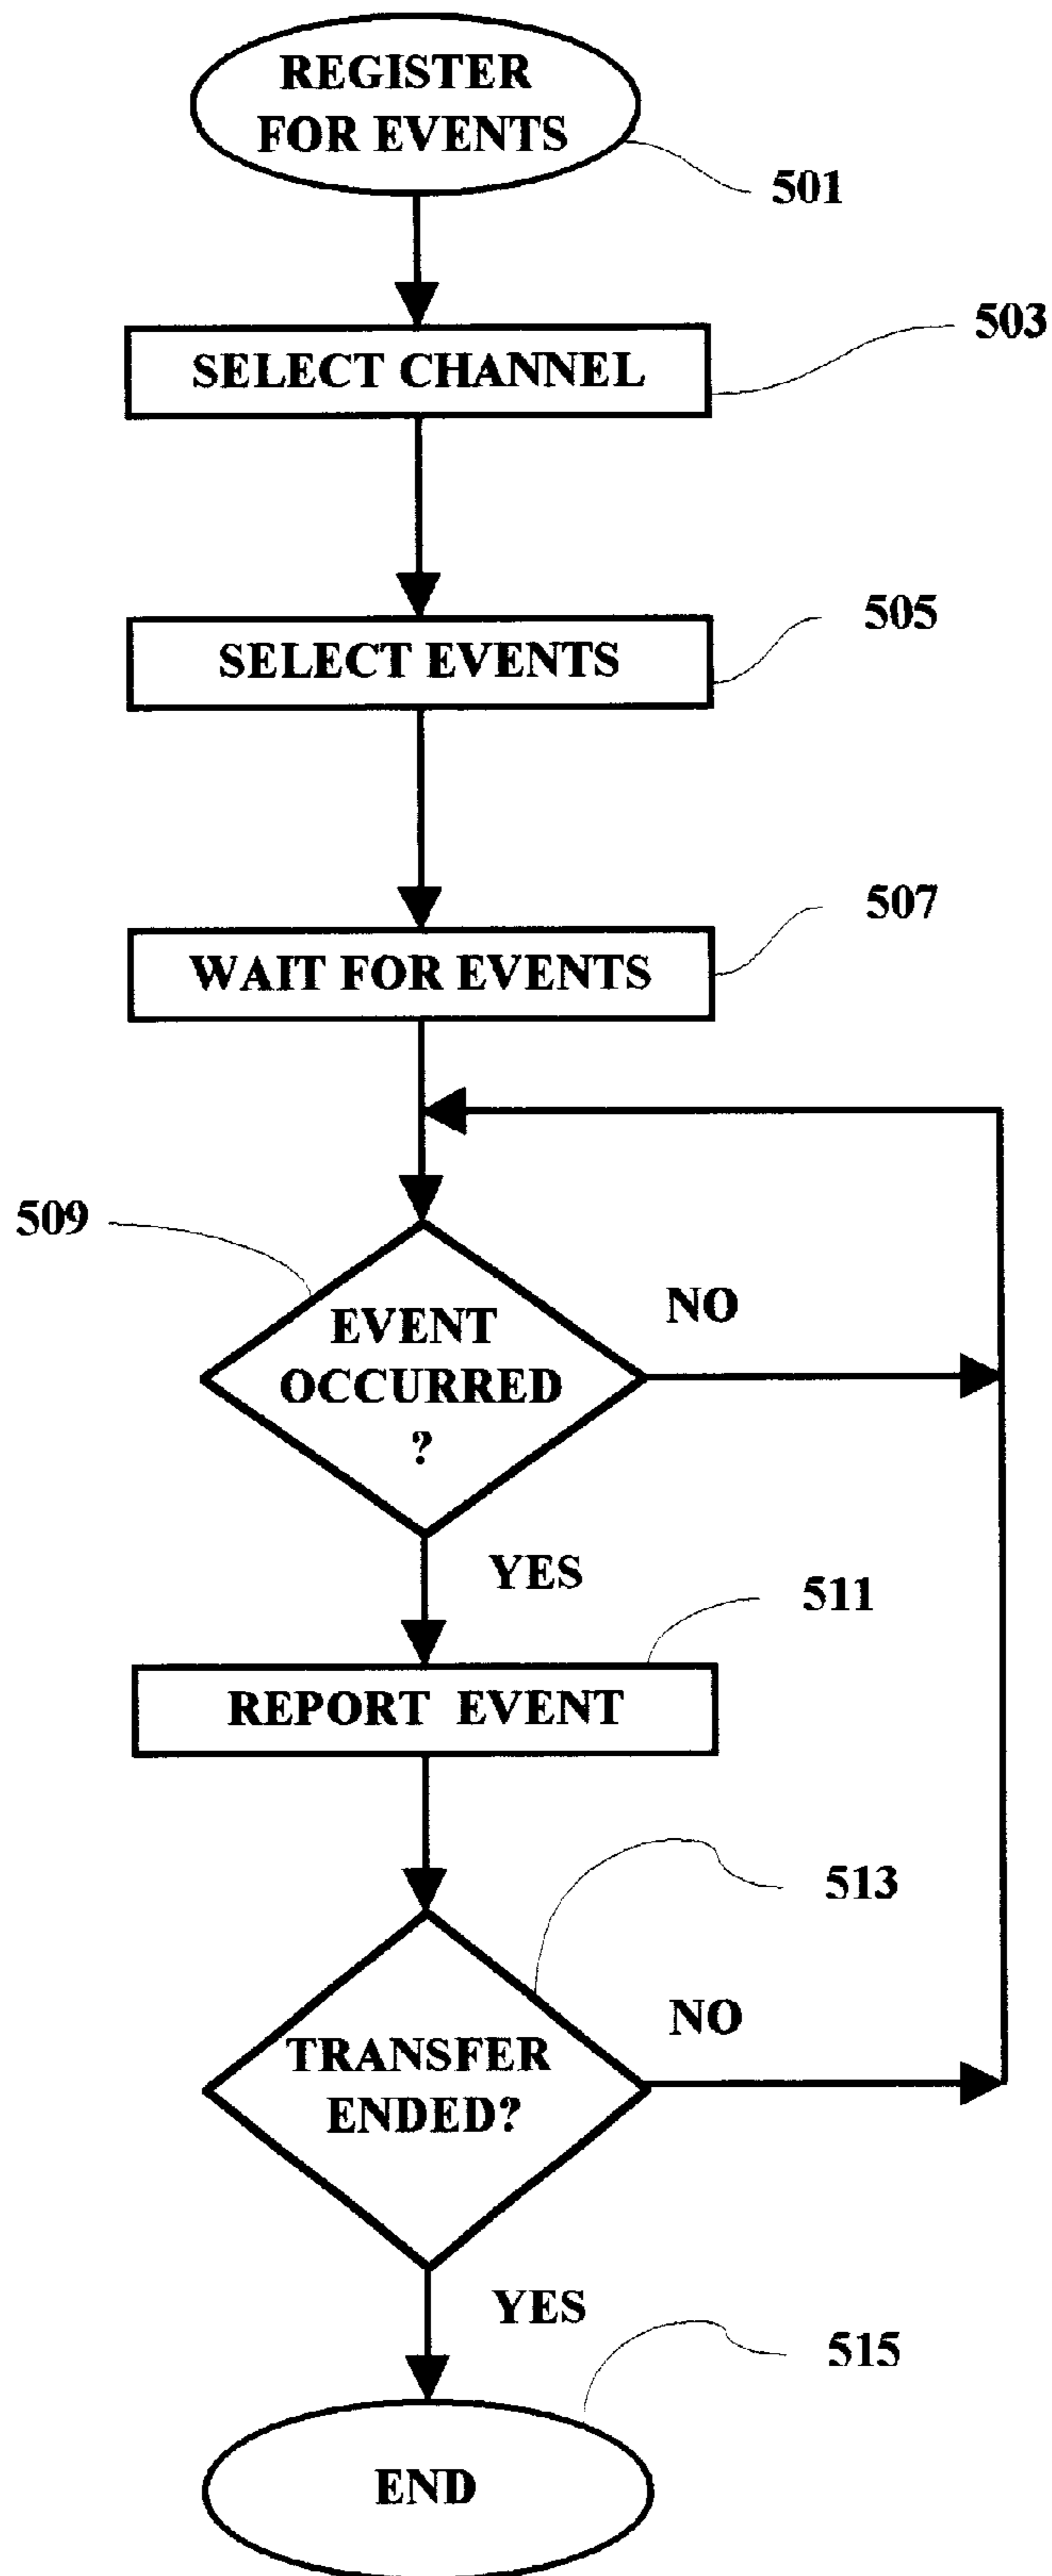 REGISTER
FOR EVENTS
501
503
SELECT CHANNEL
505
SELECT EVENTS
507
WAIT FOR EVENTS
509
NO
EVENT
OCCURRED
?
YES
511
REPORT EVENT
513
NO
TRANSFER
ENDED?
YES
515
END